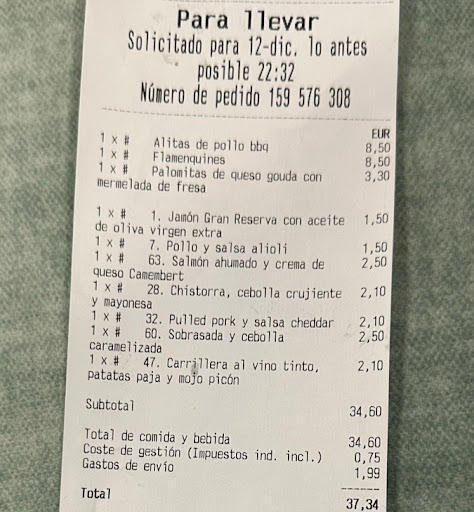 Para llevar
Solicitado para 12-dic. lo antes
posible 22:32
Número de pedido 159 576 308
EUR
1 x # Alitas de pollo bbq 8,50
1 x # Flamenquines 8,50
1 x # Palomitas de queso gouda con 3,30
mermelada de fresa
1 x # 1. Jamón Gran Reserva con aceite 1,50
de oliva virgen extra
1 x # 7. Pollo y salsa alioli 1,50
1 x # 63. Salmón ahumado y crema de 2,50
queso Camembert
1 x # 28. Chistorra, cebolla crujiente 2,10
y mayonesa
1 x # 32. Pulled pork y salsa cheddar 2,10
1 x # 60. Sobrasada y cebolla 2,50
caramelizada
1 x # 47. Carrillera al vino tinto, 2,10
patatas paja y mojo picón
Subtotal 34,60
Total de comida y bebida 34,60
Coste de gestión (Impuestos ind. incl.) 0,75
Gastos de envío 1,99
Total 37,34